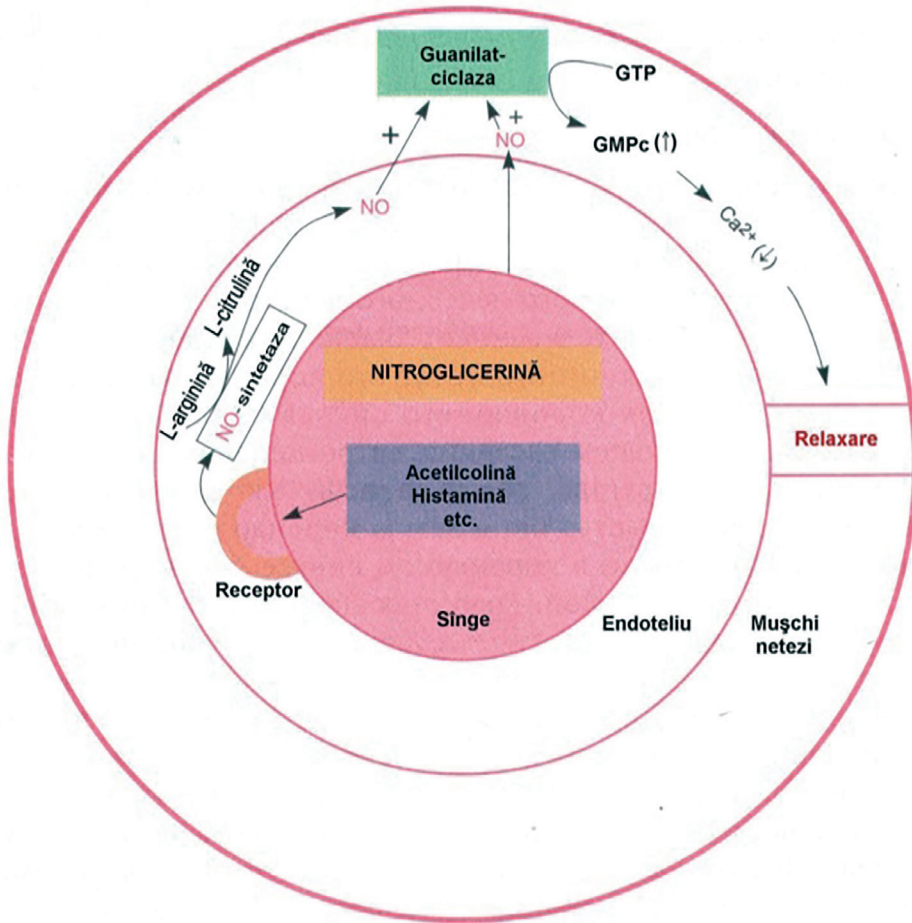 Guanilat-
ciclaza
GTP
+
+
NO
GMPc (↑)
NO
Ca2+ (↓)
L-citrulină
L-arginină
NO-sintetaza
NITROGLICERINĂ
Relaxare
Acetilcolină
Histamină
etc.
Receptor
Sînge
Endoteliu
Muşchi
netezi